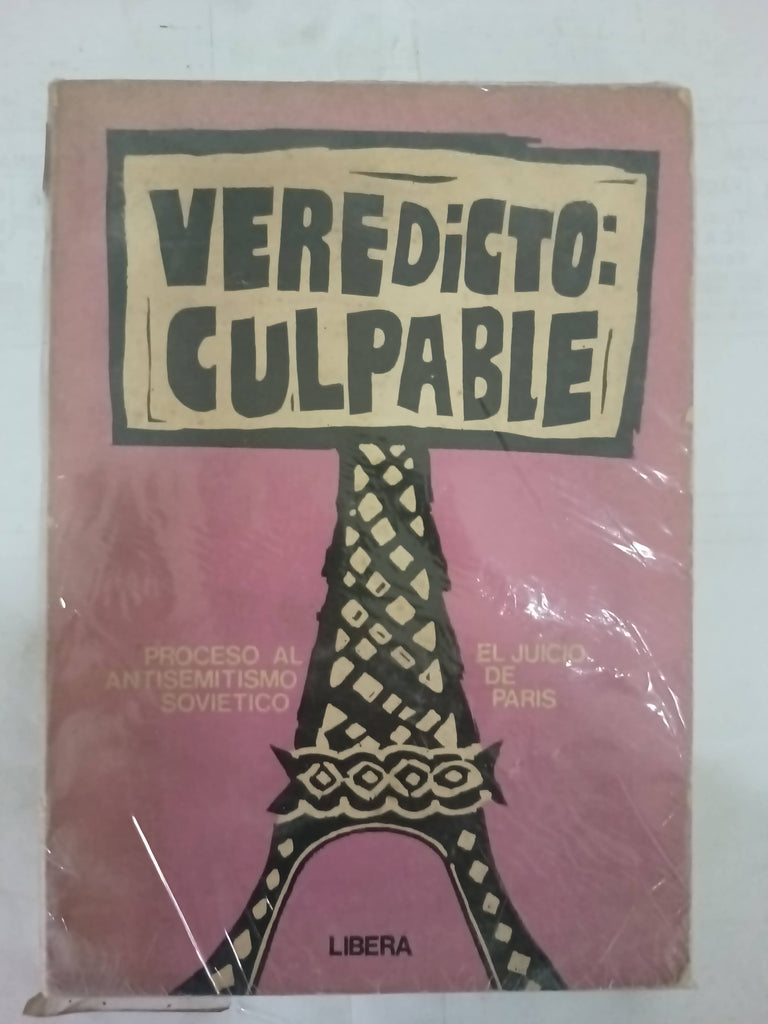 VEREDiCTO:
CULPABLE
PROCESO AL
ANTISEMITISMO
SOVIETICO
EL JUICIO
DE
PARIS
LIBERA